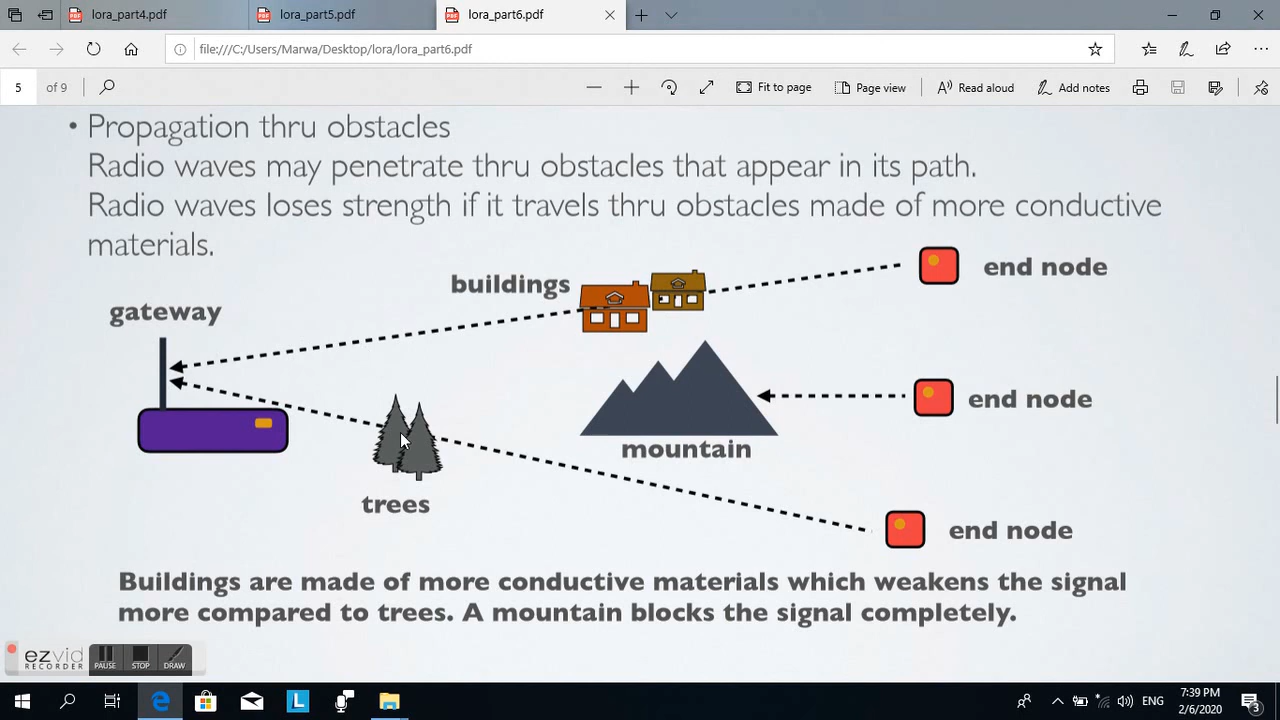 lora_part4.pdf
lora_part5.pdf
lora_part6.pdf
file:///C:/Users/Marwa/Desktop/lora/lora_part6.pdf
5 of 9
Fit to page
Page view
Read aloud
Add notes
• Propagation thru obstacles
Radio waves may penetrate thru obstacles that appear in its path.
Radio waves loses strength if it travels thru obstacles made of more conductive
materials.
buildings
end node
gateway
end node
mountain
trees
end node
Buildings are made of more conductive materials which weakens the signal
more compared to trees. A mountain blocks the signal completely.
ezvid
RECORDER
PAUSE
STOP
DRAW
L
ENG
7:39 PM
2/6/2020
3